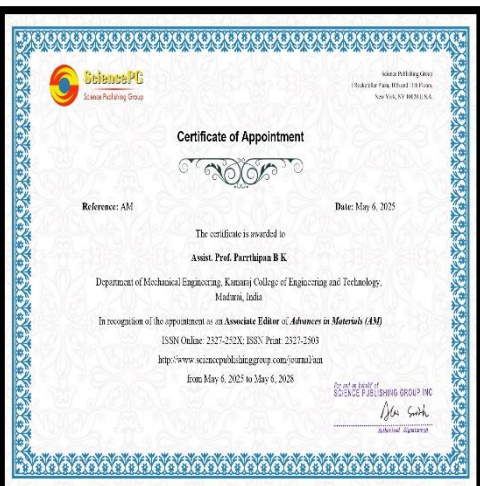 SciencePG
Science Publishing Group
Science Publishing Group
1 Rockefeller Plaza, 10th and 11th Floors,
New York, NY 10020 U.S.A.
Certificate of Appointment
Reference: AM
Date: May 6, 2025
The certificate is awarded to
Assist. Prof. Parrthipan B K
Department of Mechanical Engineering, Kamaraj College of Engineering and Technology,
Madurai, India
In recognition of the appointment as an Associate Editor of Advances in Materials (AM)
ISSN Online: 2327-252X; ISSN Print: 2327-2503
http://www.sciencepublishinggroup.com/journal/am
from May 6, 2025 to May 6, 2028
For and on behalf of
SCIENCE PUBLISHING GROUP INC
Alex Smith
Authorized Signature(s)